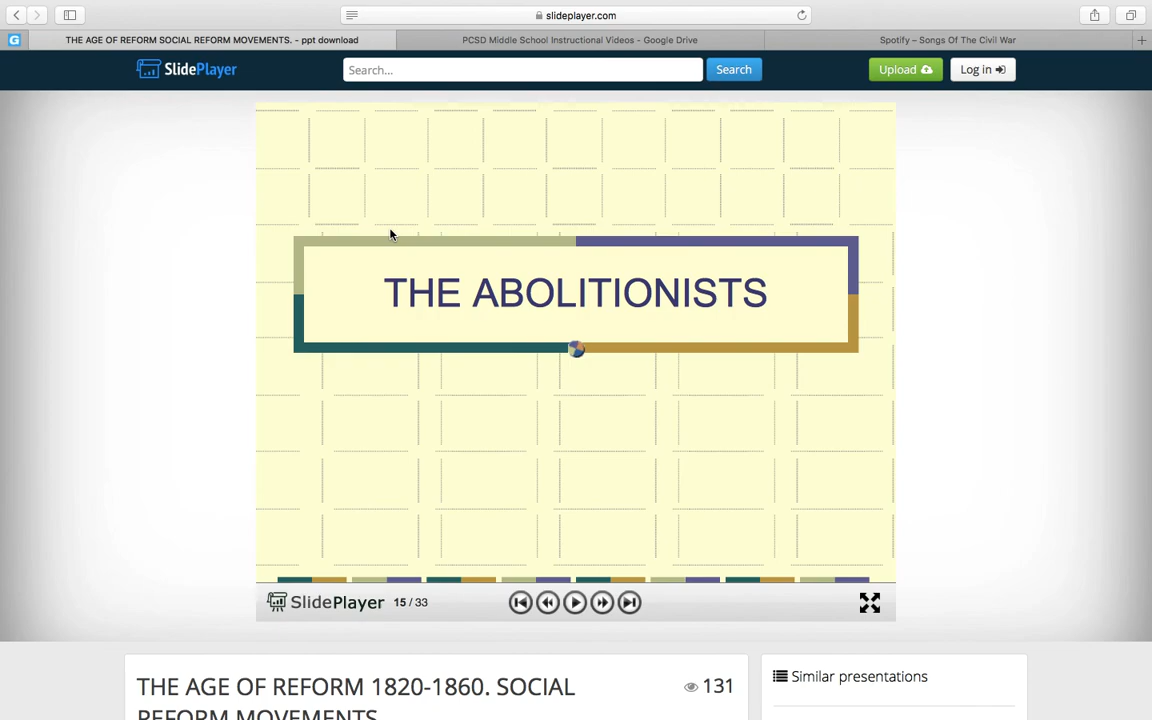 slideplayer.com
THE AGE OF REFORM SOCIAL REFORM MOVEMENTS. - ppt download
PCSD Middle School Instructional Videos - Google Drive
Spotify – Songs Of The Civil War
G
SlidePlayer
Search...
Search
Upload
Log in
THE ABOLITIONISTS
SlidePlayer
15 / 33
THE AGE OF REFORM 1820-1860. SOCIAL
REFORM MOVEMENTS
131
Similar presentations